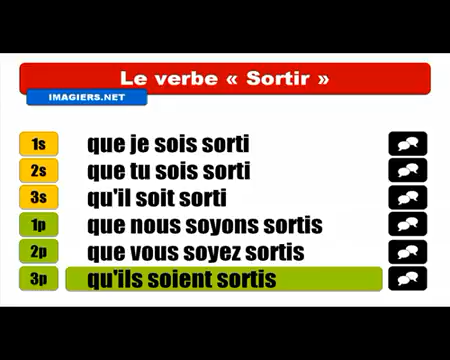 Le verbe « Sortir »
IMAGIERS.NET
1s que je sois sorti
2s que tu sois sorti
3s qu'il soit sorti
1p que nous soyons sortis
2p que vous soyez sortis
3p qu'ils soient sortis